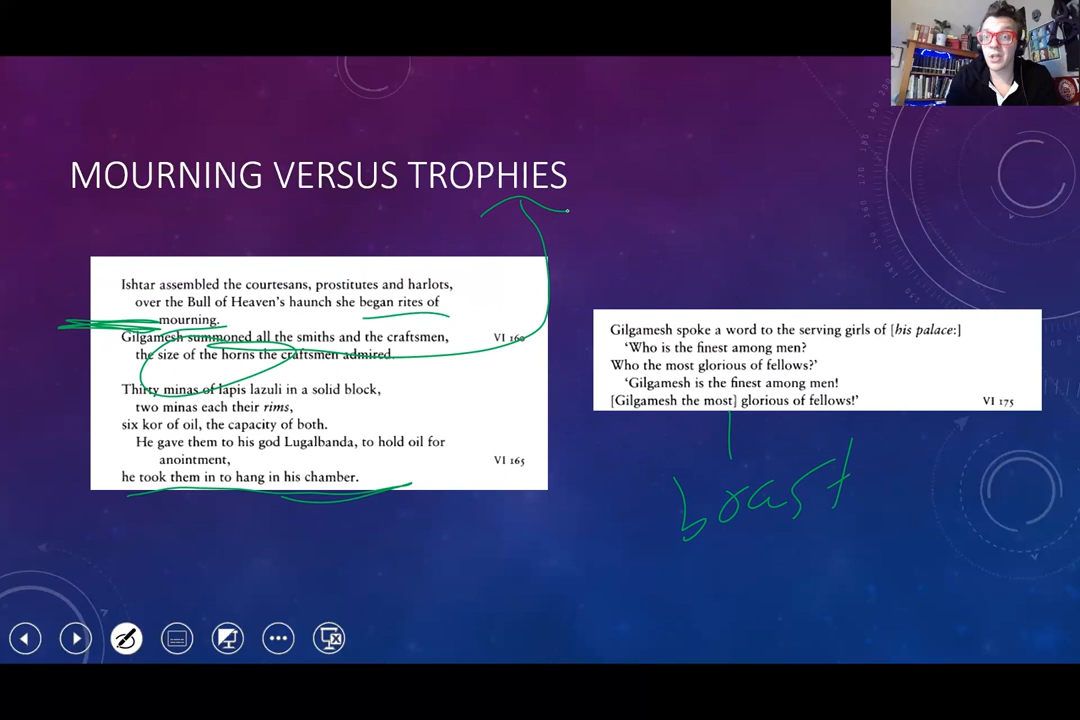 MOURNING VERSUS TROPHIES
Ishtar assembled the courtesans, prostitutes and harlots,
over the Bull of Heaven's haunch she began rites of
mourning.
Gilgamesh summoned all the smiths and the craftsmen, VI 160
the size of the horns the craftsmen admired.
Thirty minas of lapis lazuli in a solid block,
two minas each their rims,
six kor of oil, the capacity of both.
He gave them to his god Lugalbanda, to hold oil for
anointment, VI 165
he took them in to hang in his chamber.
Gilgamesh spoke a word to the serving girls of [his palace:]
'Who is the finest among men?
Who the most glorious of fellows?'
'Gilgamesh is the finest among men!
[Gilgamesh the most] glorious of fellows!' VI 175
boast